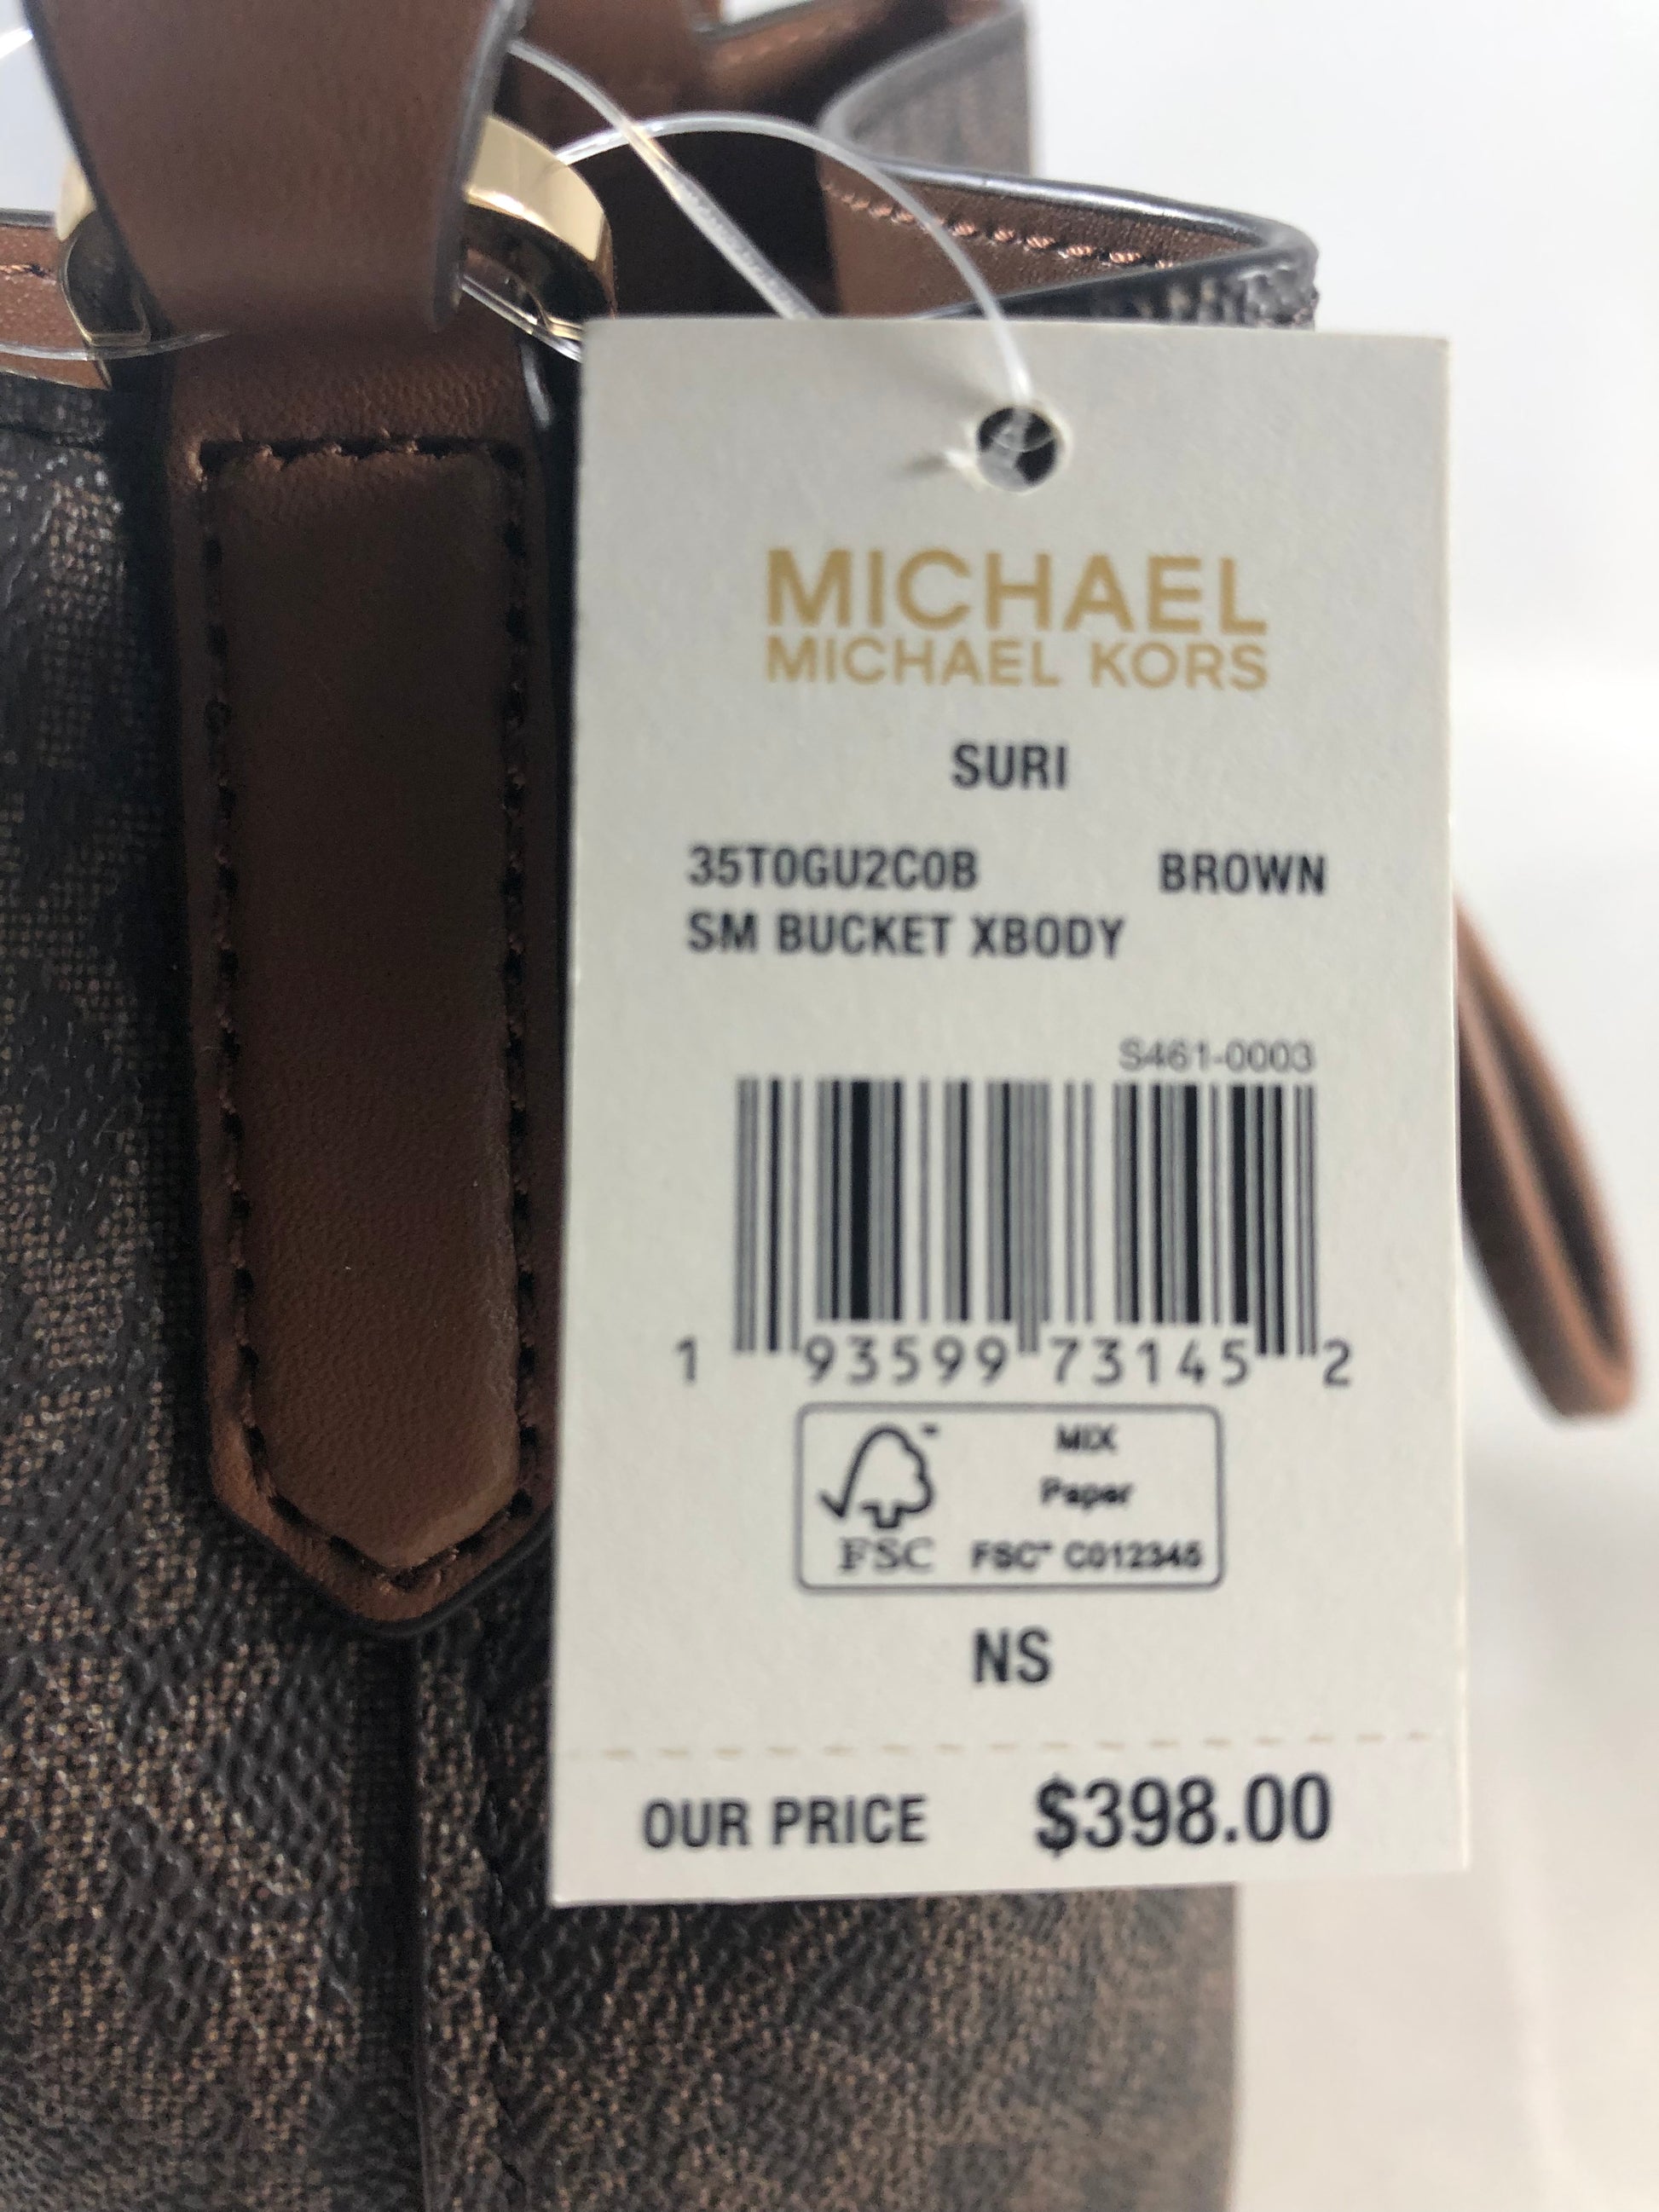 MICHAEL
MICHAEL KORS
SURI
35T0GU2C0B BROWN
SM BUCKET XBODY
S461-0003
1 93599 73145 2
MIX
Paper
FSC™ C012345
FSC
NS
OUR PRICE $398.00